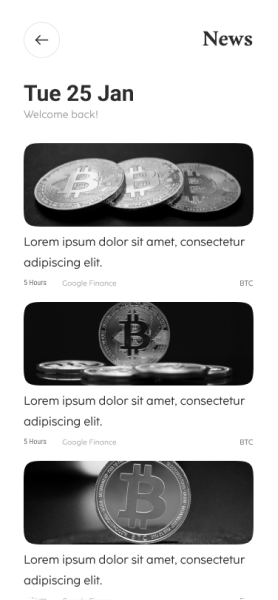 News
Tue 25 Jan
Welcome back!
Lorem ipsum dolor sit amet, consectetur
adipiscing elit.
5 Hours Google Finance BTC
Lorem ipsum dolor sit amet, consectetur
adipiscing elit.
5 Hours Google Finance BTC
Lorem ipsum dolor sit amet, consectetur
adipiscing elit.